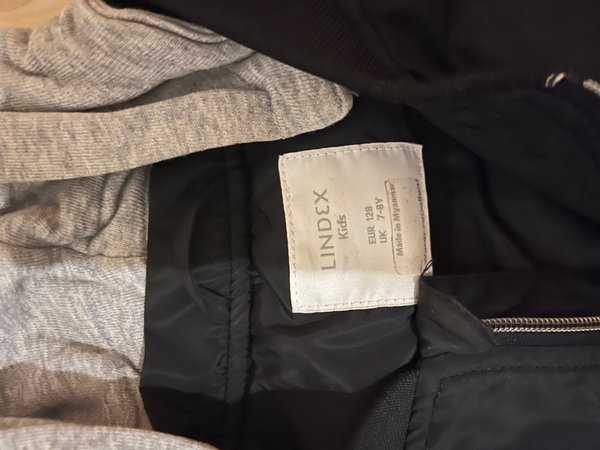 LINDEX
Kids
EUR 128
UK 7-8Y
Made in Myanmar